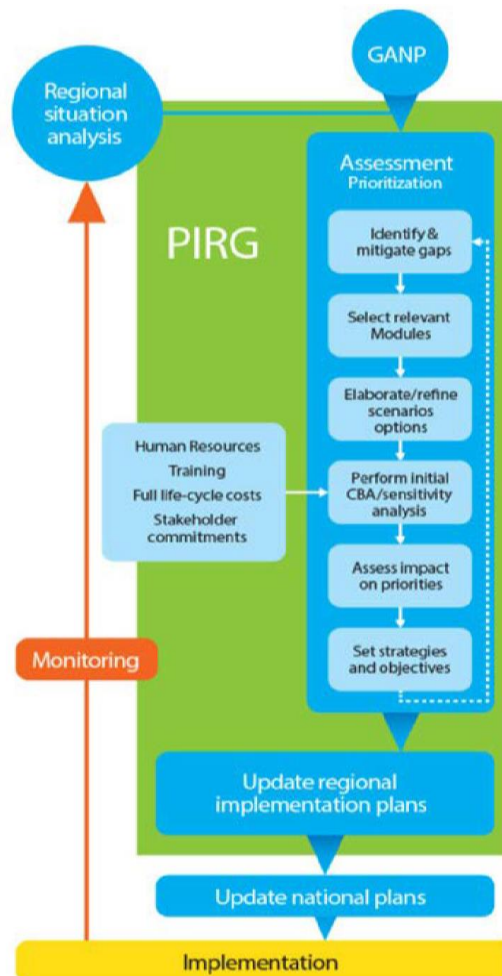 GANP
Regional
situation
analysis
Assessment
Prioritization
PIRG
Identify &
mitigate gaps
Select relevant
Modules
Elaborate/refine
scenarios
options
Human Resources
Training
Full life-cycle costs
Stakeholder
commitments
Perform initial
CBA/sensitivity
analysis
Assess impact
on priorities
Set strategies
and objectives
Monitoring
Update regional
implementation plans
Update national plans
Implementation